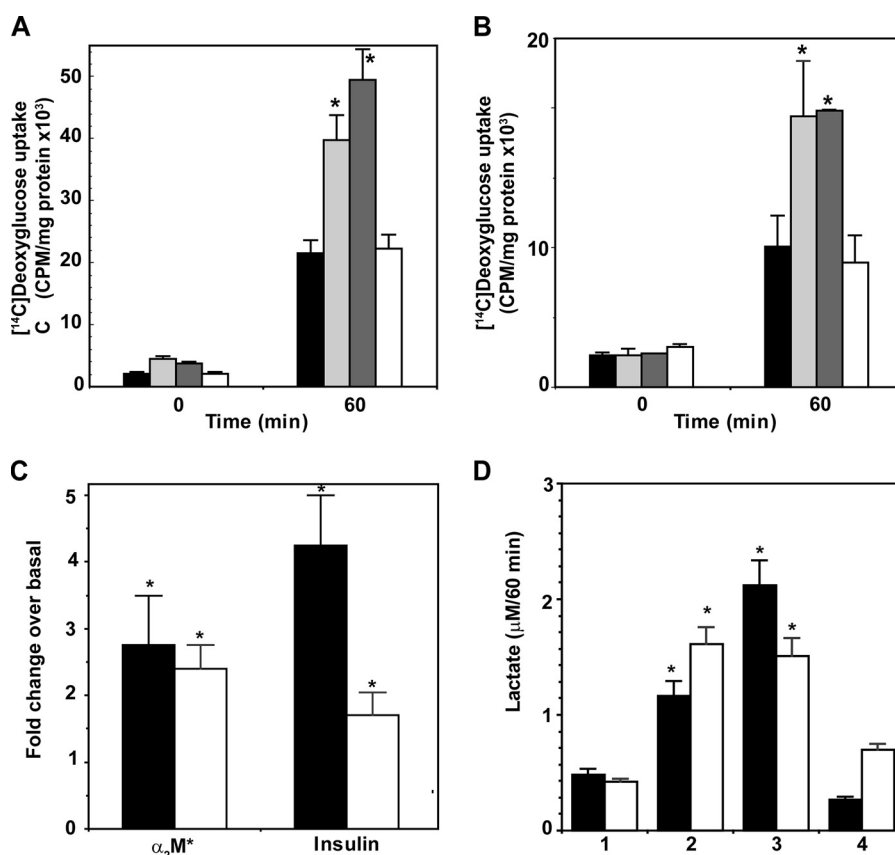 A
[¹⁴C]Deoxyglucose uptake
C (CPM/mg protein x10³)
50
40
30
20
10
0
*
*
0
60
Time (min)
B
[¹⁴C]Deoxyglucose uptake
(CPM/mg protein x10³)
20
10
0
*
*
0
60
Time (min)
C
Fold change over basal
5
4
3
2
1
0
*
*
*
*
α₂M*
Insulin
D
Lactate (μM/60 min)
3
2
1
0
*
*
*
*
1
2
3
4